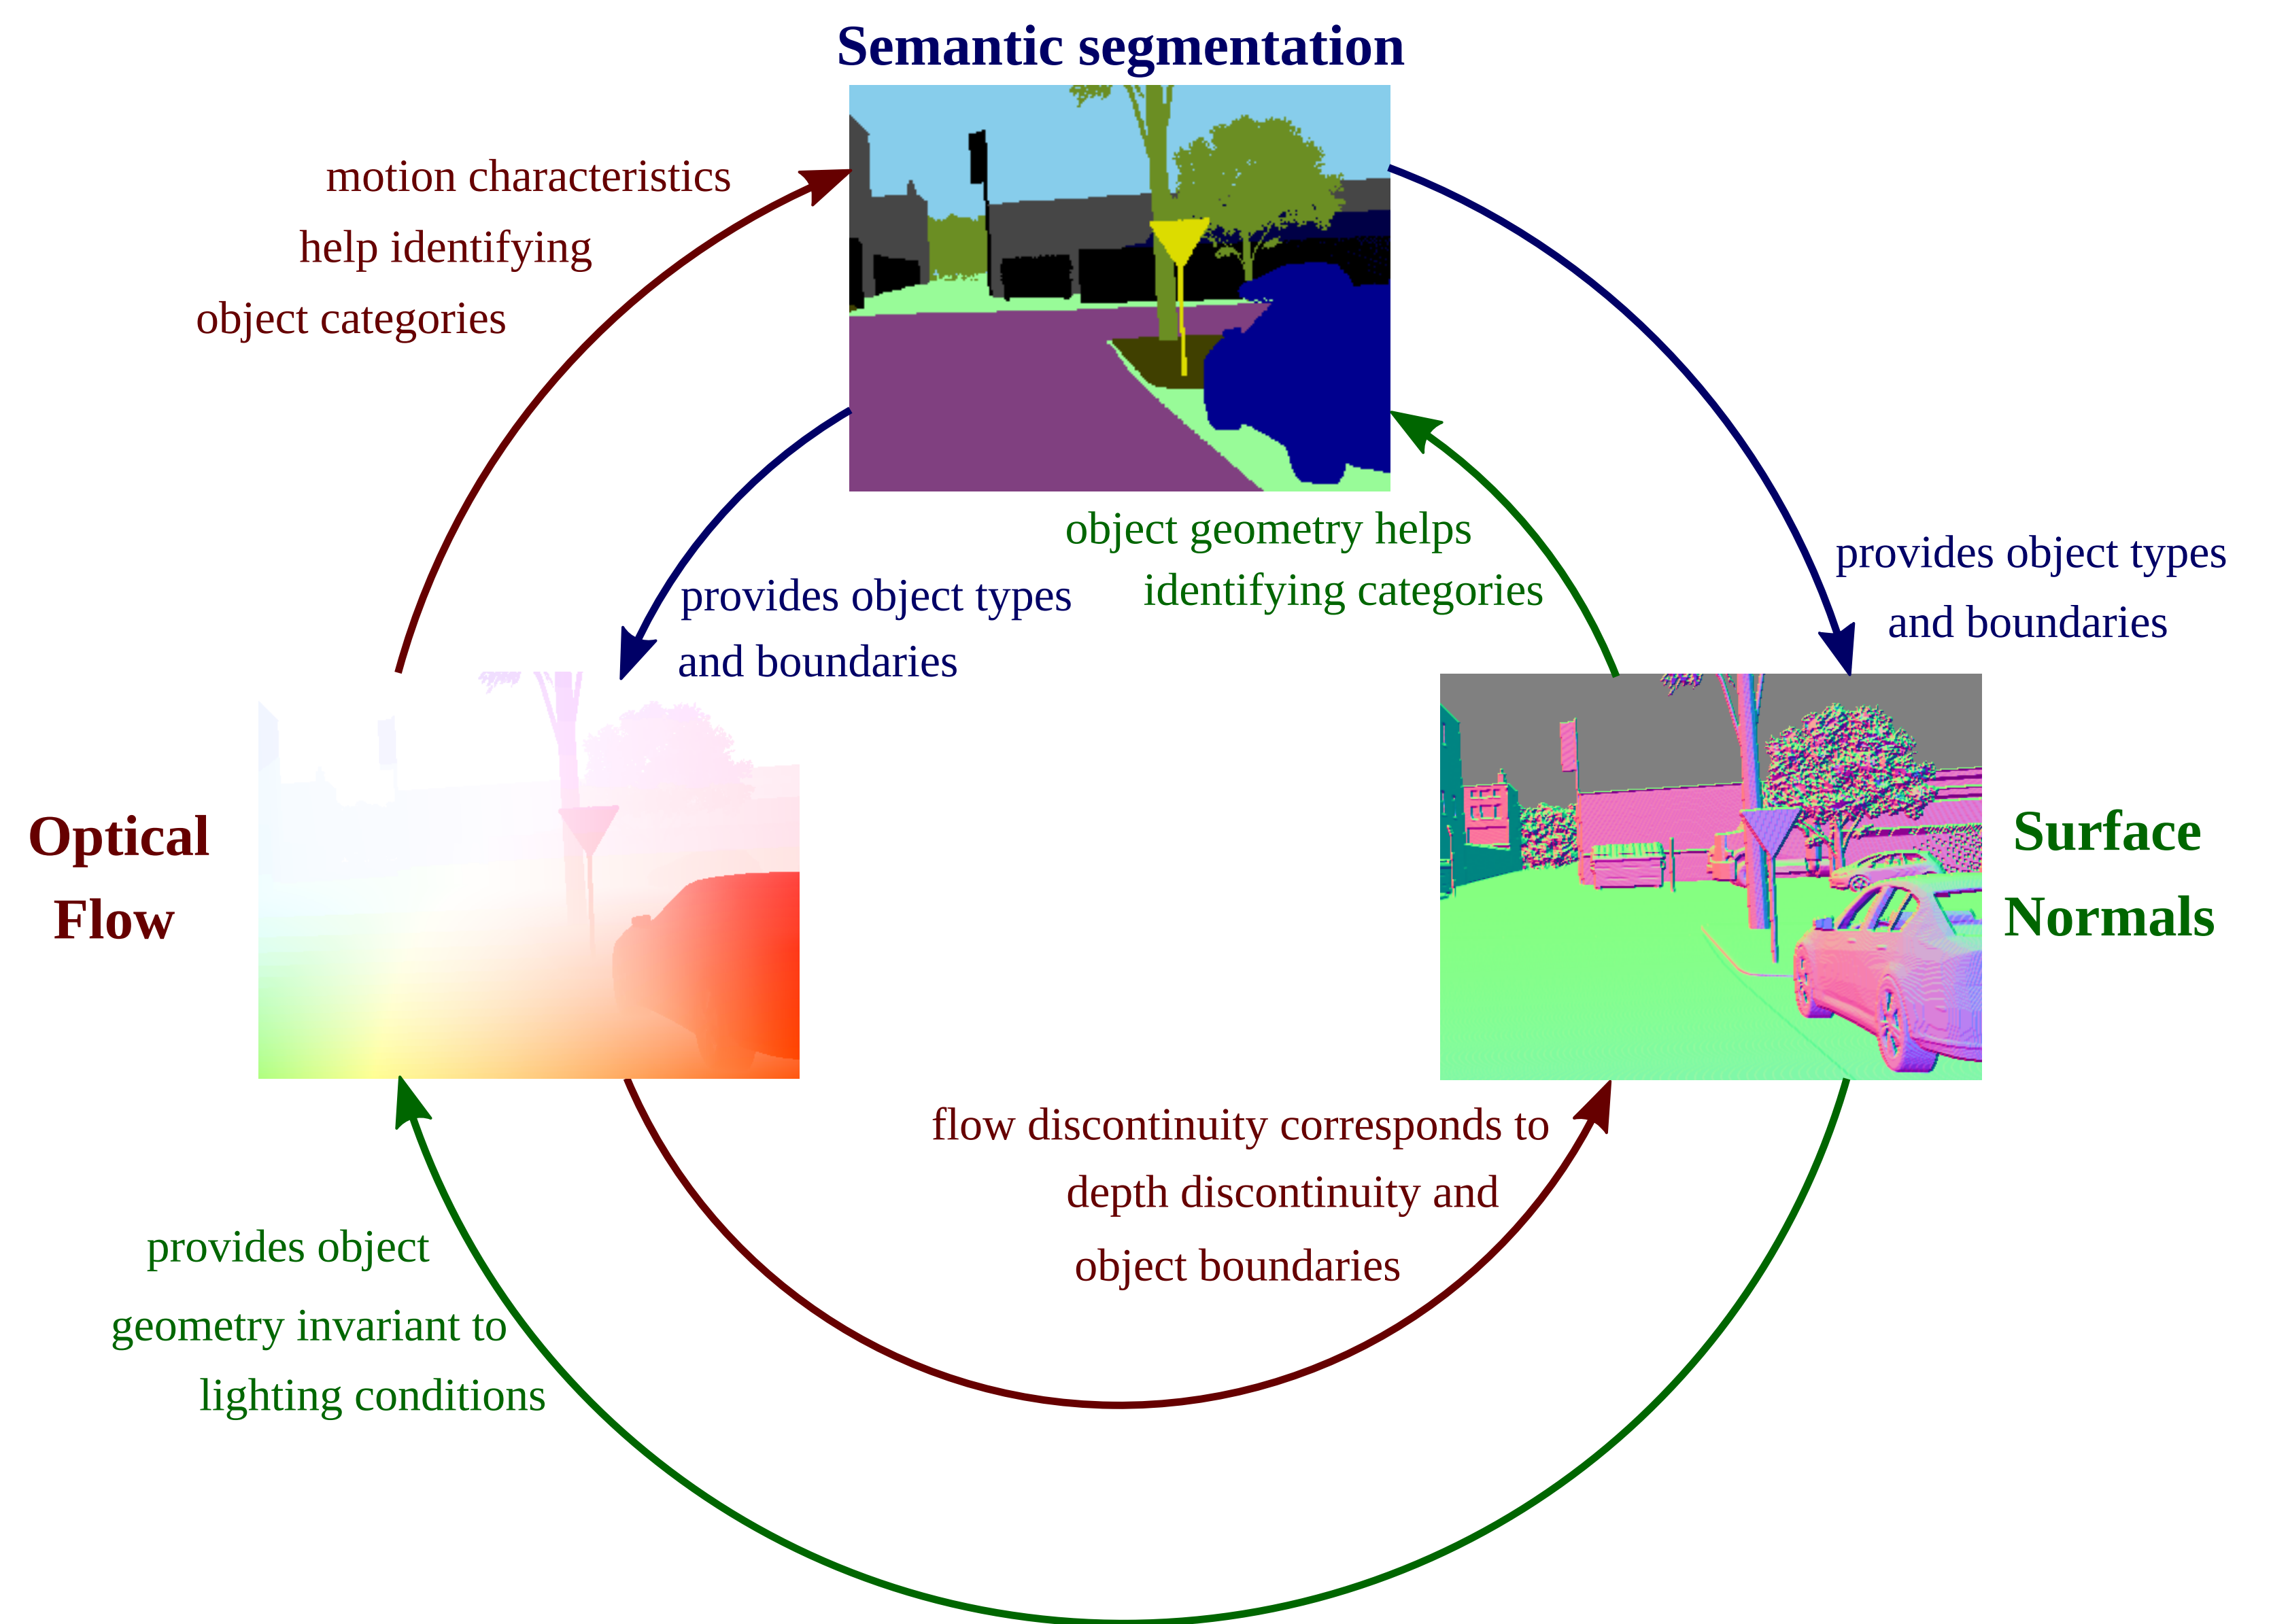 Semantic segmentation
motion characteristics
help identifying
object categories
object geometry helps
identifying categories
provides object types
and boundaries
provides object types
and boundaries
Optical
Flow
Surface
Normals
flow discontinuity corresponds to
depth discontinuity and
object boundaries
provides object
geometry invariant to
lighting conditions